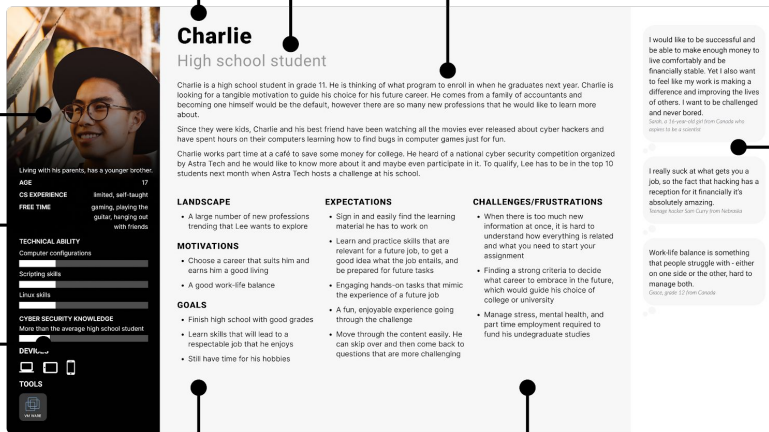 Charlie
High school student
Charlie is a high school student in grade 11. He is thinking of what program to enroll in when he graduates next year. Charlie is
looking for a tangible motivation to guide his choice for his future career. He comes from a family of accountants and
becoming one himself would be the default, however there are so many new professions that he would like to learn more
about.
Since they were kids, Charlie and his best friend have been watching all the movies ever released about cyber hackers and
have spent hours on their computers learning how to find bugs in computer games just for fun.
Charlie works part time at a café to save some money for college. He heard of a national cyber security competition organized
by Astra Tech and he would like to know more about it and maybe even participate in it. To qualify, Lee has to be in the top 10
students next month when Astra Tech hosts a challenge at his school.
Living with his parents, has a younger brother.
AGE 17
CS EXPERIENCE limited, self-taught
FREE TIME gaming, playing the
guitar, hanging out
with friends
TECHNICAL ABILITY
Computer configurations
Scripting skills
Linux skills
CYBER SECURITY KNOWLEDGE
More than the average high school student
DEVICES
TOOLS
VM WARE
LANDSCAPE
• A large number of new professions
trending that Lee wants to explore
MOTIVATIONS
• Choose a career that suits him and
earns him a good living
• A good work-life balance
GOALS
• Finish high school with good grades
• Learn skills that will lead to a
respectable job that he enjoys
• Still have time for his hobbies
EXPECTATIONS
• Sign in and easily find the learning
material he has to work on
• Learn and practice skills that are
relevant for a future job, to get a
good idea what the job entails, and
be prepared for future tasks
• Engaging hands-on tasks that mimic
the experience of a future job
• A fun, enjoyable experience going
through the challenge
• Move through the content easily. He
can skip over and then come back to
questions that are more challenging
CHALLENGES/FRUSTRATIONS
• When there is too much new
information at once, it is hard to
understand how everything is related
and what you need to start your
assignment
• Finding a strong criteria to decide
what career to embrace in the future,
which would guide his choice of
college or university
• Manage stress, mental health, and
part time employment required to
fund his undergraduate studies
I would like to be successful and
be able to make enough money to
live comfortably and be
financially stable. Yet I also want
to feel like my work is making a
difference and improving the lives
of others. I want to be challenged
and never bored.
Sarah, a 16-year-old girl from Canada who
aspires to be a scientist
I really suck at what gets you a
job, so the fact that hacking has a
reception for it financially it's
absolutely amazing.
Teenage hacker Sam Curry from Nebraska
Work-life balance is something
that people struggle with - either
on one side or the other, hard to
manage both.
grade 12 from Canada